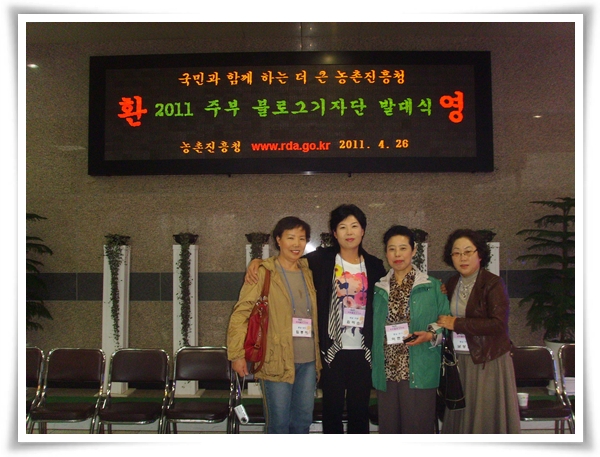 국민과 함께 하는 더 큰 농촌진흥청
환 2011 주부 블로그기자단 발대식 영
농촌진흥청 www.rda.go.kr 2011. 4. 26